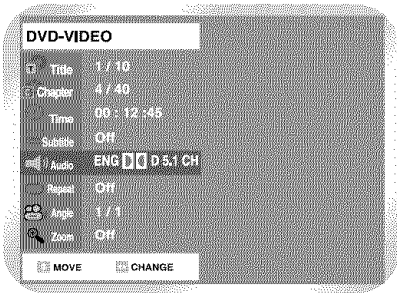 DVD-VIDEO
Title 1 / 10
Chapter 4 / 40
Time 00 : 12 :45
Subtitle Off
Audio ENG D 5.1 CH
Repeat Off
Angle 1 / 1
Zoom Off
MOVE CHANGE